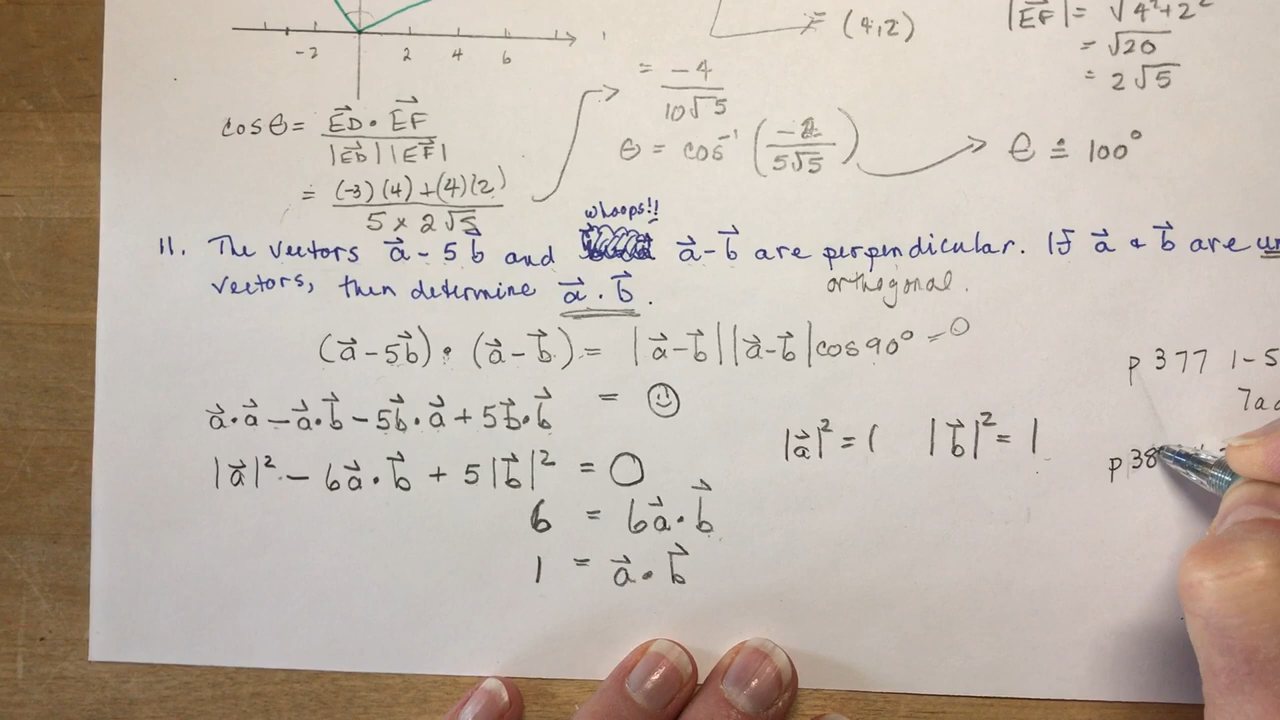 -2 2 4 6
= (4,2)
|EF| = √4²+2²
= √20
= 2√5
cos θ = ED⃗ · EF⃗ / |ED⃗| |EF⃗|
= (-3)(4) + (4)(2) / 5 × 2√5
= -4 / 10√5
θ = cos⁻¹ (-2 / 5√5)
θ ≐ 100°
whoops!!
11. The vectors a⃗ - 5b⃗ and a⃗ - b⃗ are perpendicular. If a⃗ & b⃗ are un
vectors, then determine a⃗ · b⃗.
orthogonal.
(a⃗ - 5b⃗) · (a⃗ - b⃗) = |a⃗ - b⃗| |a⃗ - b⃗| cos 90° = 0
a⃗·a⃗ - a⃗·b⃗ - 5b⃗·a⃗ + 5b⃗·b⃗ = ☺
|a⃗|² - 6a⃗·b⃗ + 5|b⃗|² = 0
|a⃗|² = 1 |b⃗|² = 1
6 = 6a⃗·b⃗
1 = a⃗·b⃗
p 377 1-5
p 38